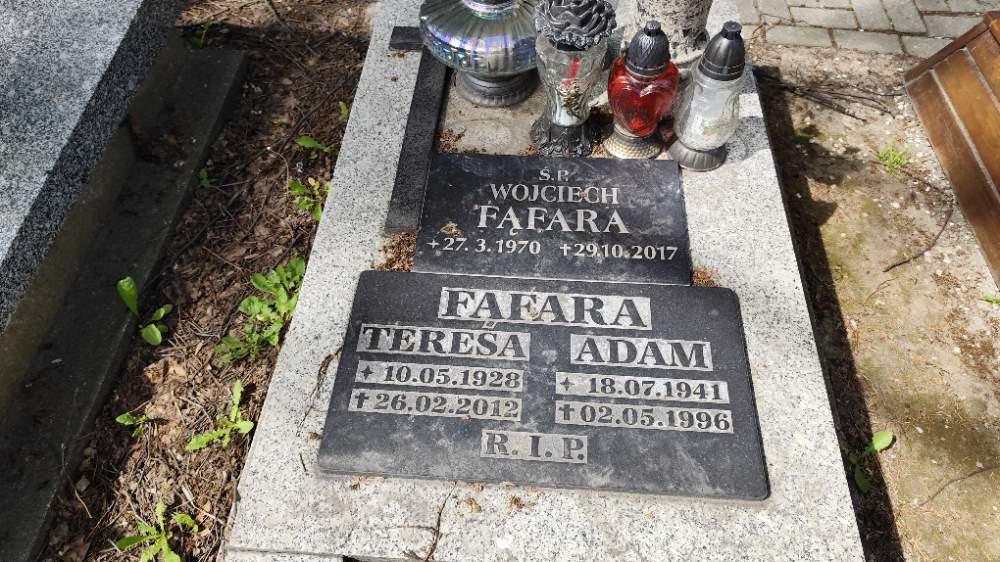 Ś.P.
WOJCIECH
FĄFARA
+27. 3.1970 +29.10.2017
FĄFARA
TERESA
+ 10.05.1928
+ 26.02.2012
ADAM
+ 18.07.1941
+ 02.05.1996
R. I. P.